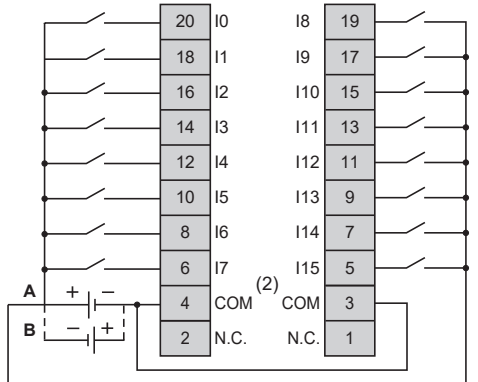 20 I0 I8 19
18 I1 I9 17
16 I2 I10 15
14 I3 I11 13
12 I4 I12 11
10 I5 I13 9
8 I6 I14 7
6 I7 I15 5
A + − 4 COM (2) COM 3
B − + 2 N.C. N.C. 1